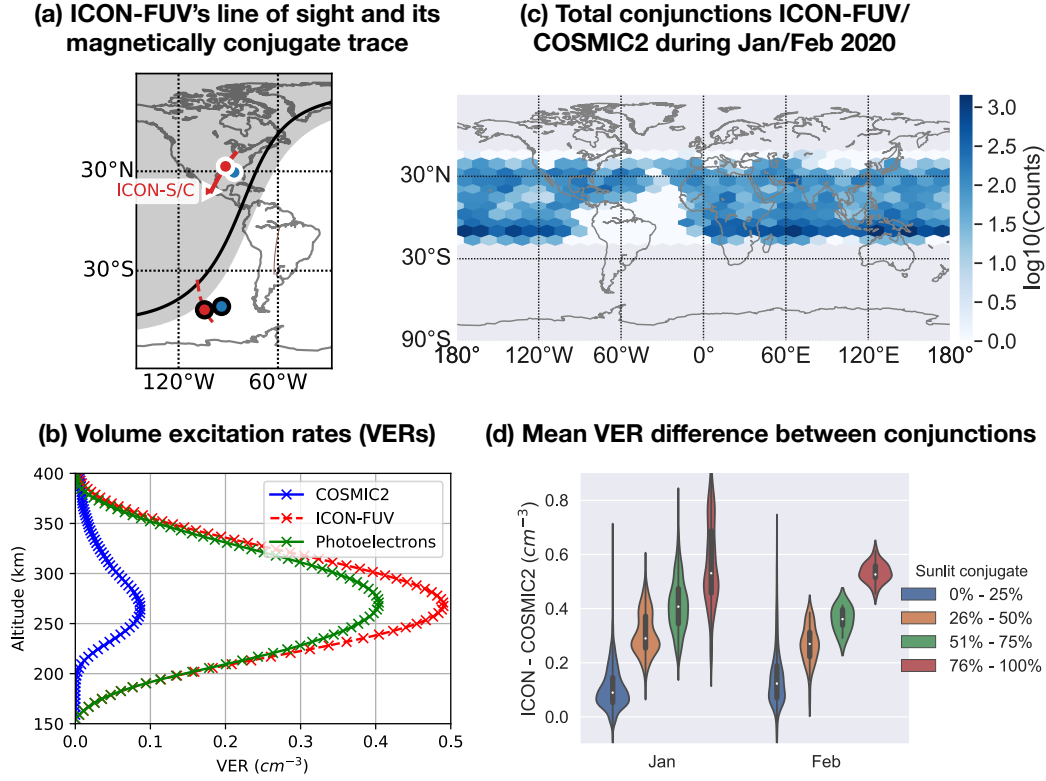 (a) ICON-FUV's line of sight and its
magnetically conjugate trace
30°N
ICON-S/C
30°S
120°W 60°W
(c) Total conjunctions ICON-FUV/
COSMIC2 during Jan/Feb 2020
30°N
30°S
90°S
180° 120°W 60°W 0° 60°E 120°E 180°
3.0
2.5
2.0
1.5
1.0
0.5
0.0
log10(Counts)
(b) Volume excitation rates (VERs)
400
350
300
250
200
150
Altitude (km)
COSMIC2
ICON-FUV
Photoelectrons
0.0 0.1 0.2 0.3 0.4 0.5
VER (cm⁻³)
(d) Mean VER difference between conjunctions
0.8
0.6
0.4
0.2
0.0
ICON - COSMIC2 (cm⁻³)
Jan Feb
Sunlit conjugate
0% - 25%
26% - 50%
51% - 75%
76% - 100%